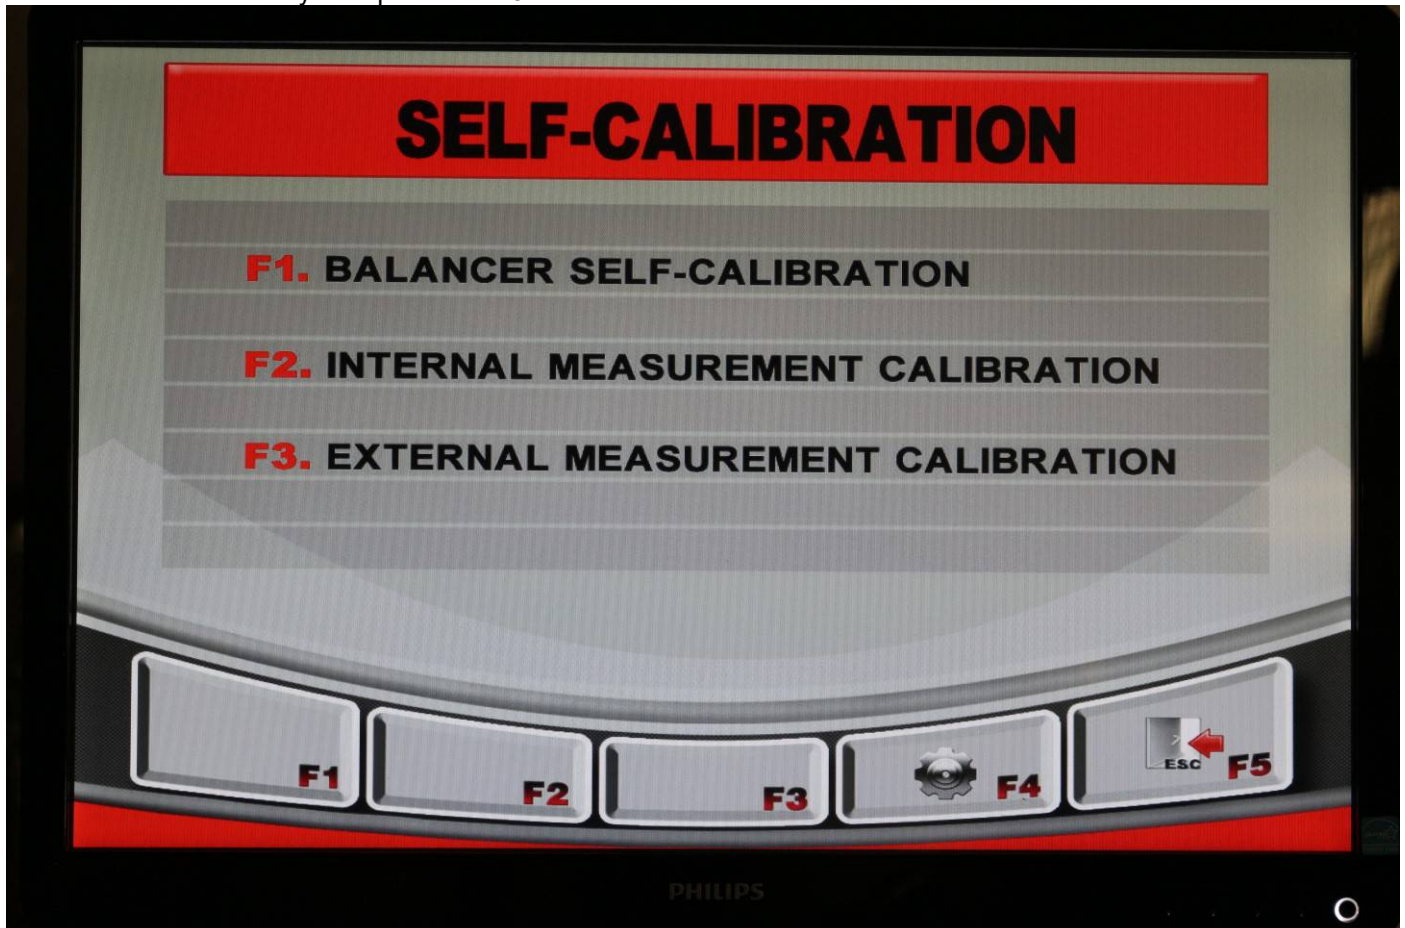 SELF-CALIBRATION
F1. BALANCER SELF-CALIBRATION
F2. INTERNAL MEASUREMENT CALIBRATION
F3. EXTERNAL MEASUREMENT CALIBRATION
F1
F2
F3
F4
ESC F5
PHILIPS